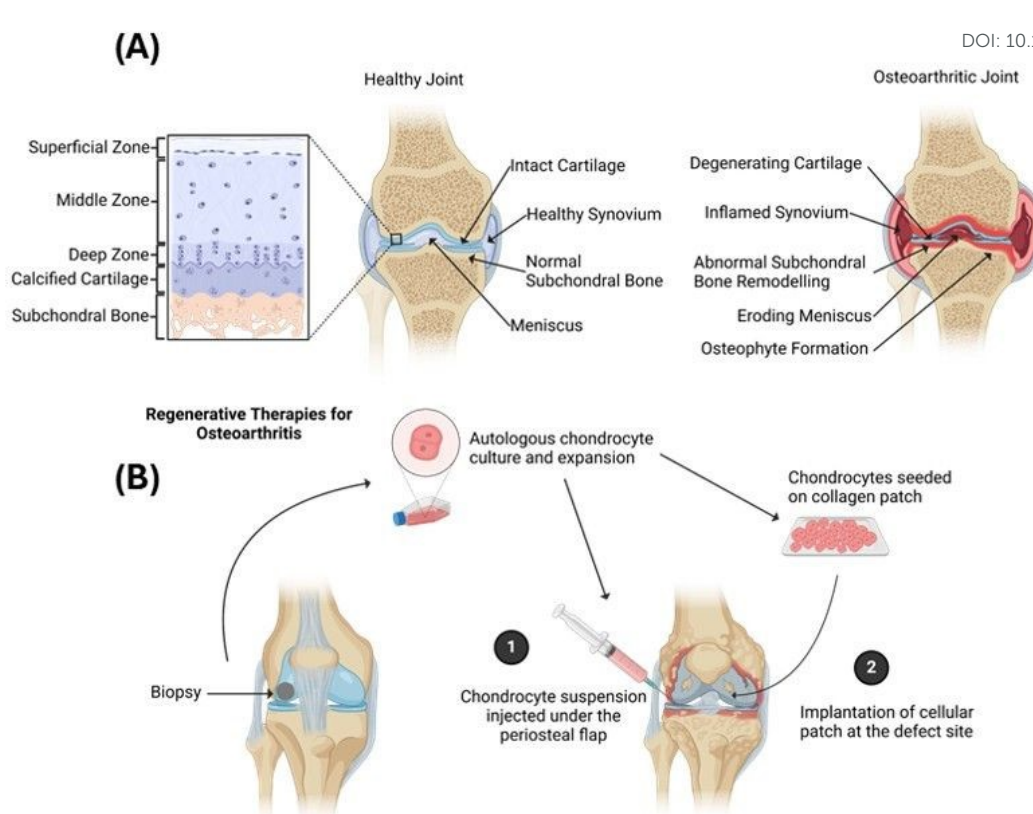 (A)
DOI: 10.
Healthy Joint
Osteoarthritic Joint
Superficial Zone
Middle Zone
Deep Zone
Calcified Cartilage
Subchondral Bone
Intact Cartilage
Healthy Synovium
Normal
Subchondral Bone
Meniscus
Degenerating Cartilage
Inflamed Synovium
Abnormal Subchondral
Bone Remodelling
Eroding Meniscus
Osteophyte Formation
Regenerative Therapies for
Osteoarthritis
(B)
Autologous chondrocyte
culture and expansion
Chondrocytes seeded
on collagen patch
Biopsy
1
Chondrocyte suspension
injected under the
periosteal flap
2
Implantation of cellular
patch at the defect site